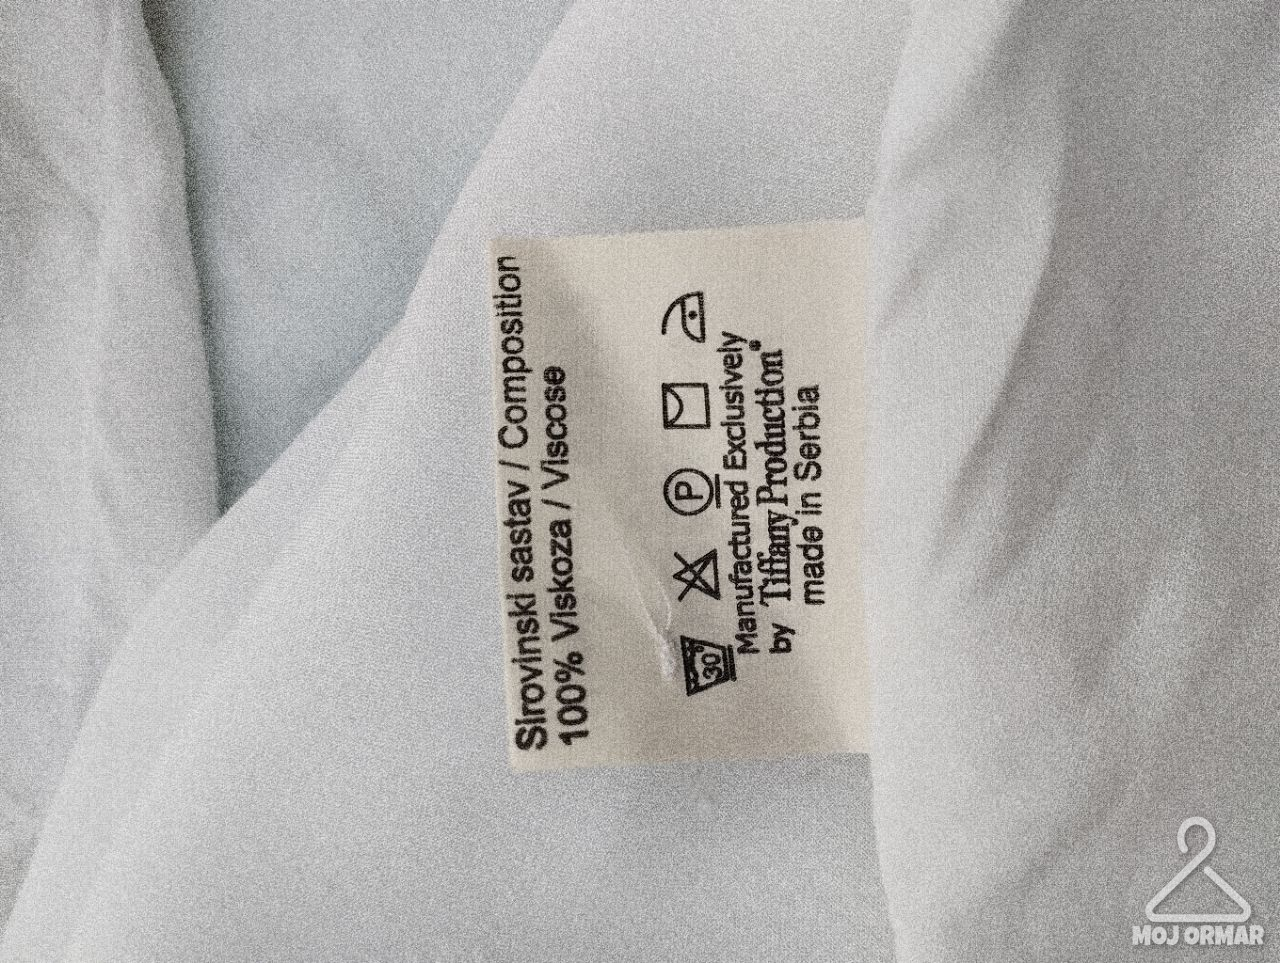 Sirovinski sastav / Composition
100% Viskoza / Viscose
30° P
Manufactured Exclusively
by Tiffany Production®
made in Serbia
MOJ ORMAR